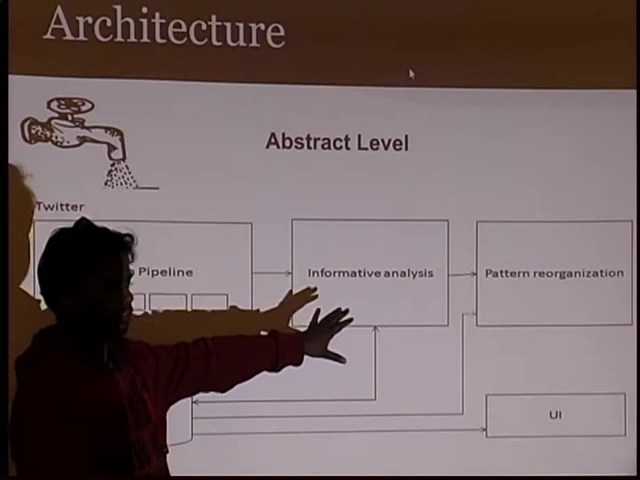 Architecture
Abstract Level
Twitter
Pipeline
Informative analysis
Pattern reorganization
UI